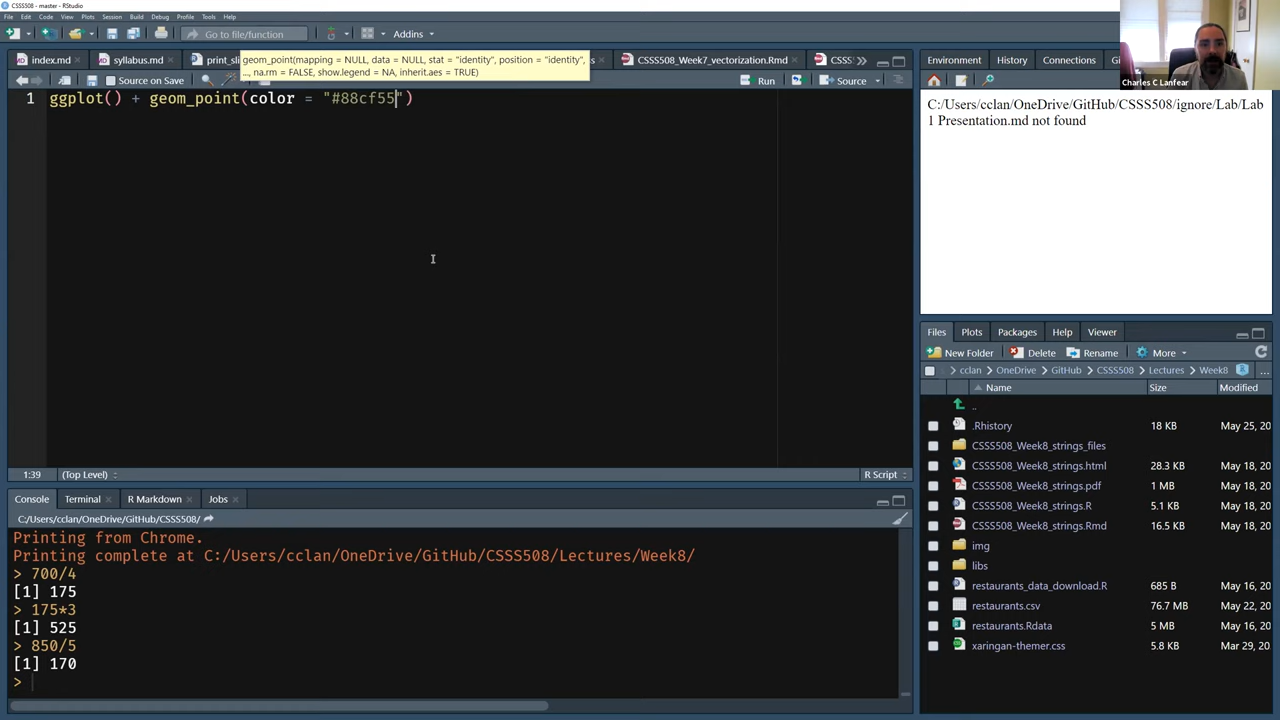 CSSS508 - master - RStudio
File Edit Code View Plots Session Build Debug Profile Tools Help
Go to file/function
Addins
index.md
syllabus.md
print_sli
geom_point(mapping = NULL, data = NULL, stat = "identity", position = "identity",
..., na.rm = FALSE, show.legend = NA, inherit.aes = TRUE)
CSSS508_Week7_vectorization.Rmd
CSSS
Source on Save
Run
Source
1 ggplot() + geom_point(color = "#88cf55")
1:39 (Top Level) R Script
Console Terminal R Markdown Jobs
C:/Users/cclan/OneDrive/GitHub/CSSS508/
Printing from Chrome.
Printing complete at C:/Users/cclan/OneDrive/GitHub/CSSS508/Lectures/Week8/
> 700/4
[1] 175
> 175*3
[1] 525
> 850/5
[1] 170
>
Environment History Connections Gi
Charles C Lanfear
C:/Users/cclan/OneDrive/GitHub/CSSS508/ignore/Lab/Lab
1 Presentation.md not found
Files Plots Packages Help Viewer
New Folder Delete Rename More
cclan OneDrive GitHub CSSS508 Lectures Week8 ...
Name Size Modified
..
.Rhistory 18 KB May 25, 20
CSSS508_Week8_strings_files
CSSS508_Week8_strings.html 28.3 KB May 18, 20
CSSS508_Week8_strings.pdf 1 MB May 18, 20
CSSS508_Week8_strings.R 5.1 KB May 18, 20
CSSS508_Week8_strings.Rmd 16.5 KB May 18, 20
img
libs
restaurants_data_download.R 685 B May 16, 20
restaurants.csv 76.7 MB May 22, 20
restaurants.Rdata 5 MB May 16, 20
xaringan-themer.css 5.8 KB Mar 29, 20